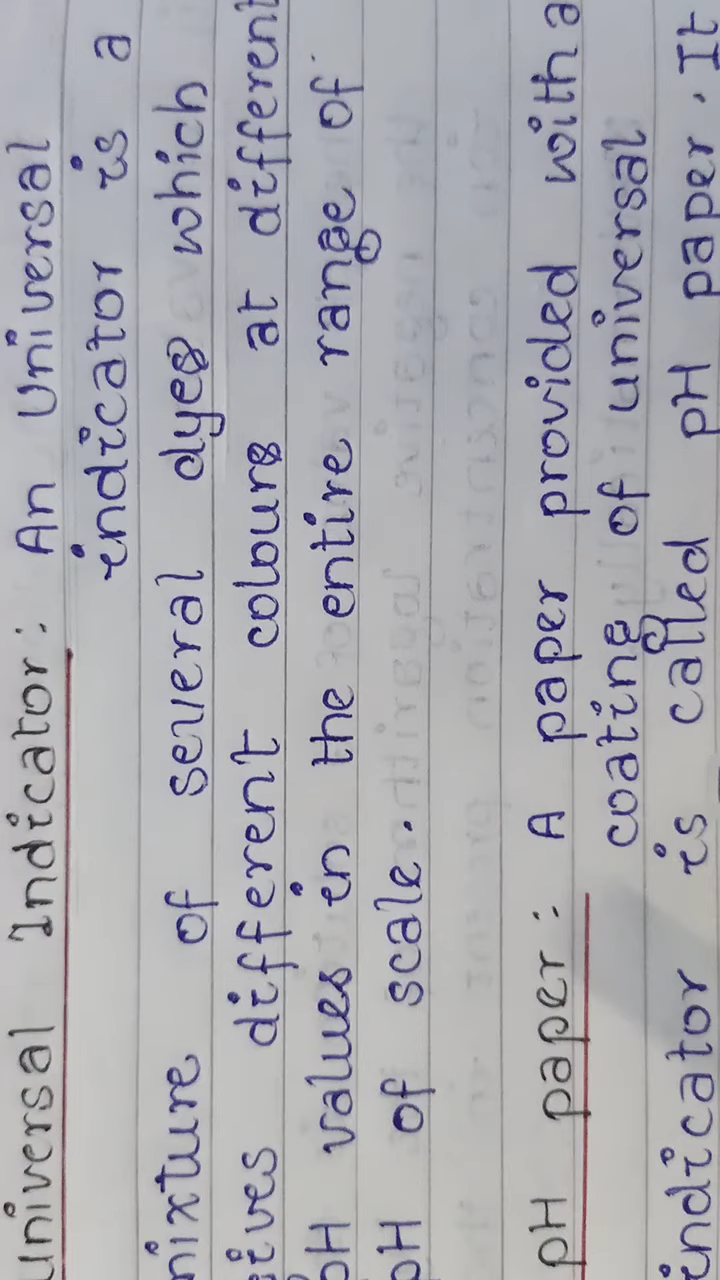 universal Indicator: An Universal
indicator is a
mixture of several dyes which
gives different colours at different
pH values in the entire range of
pH of scale.
pH paper: A paper provided with a
coating of universal
indicator is called pH paper. It